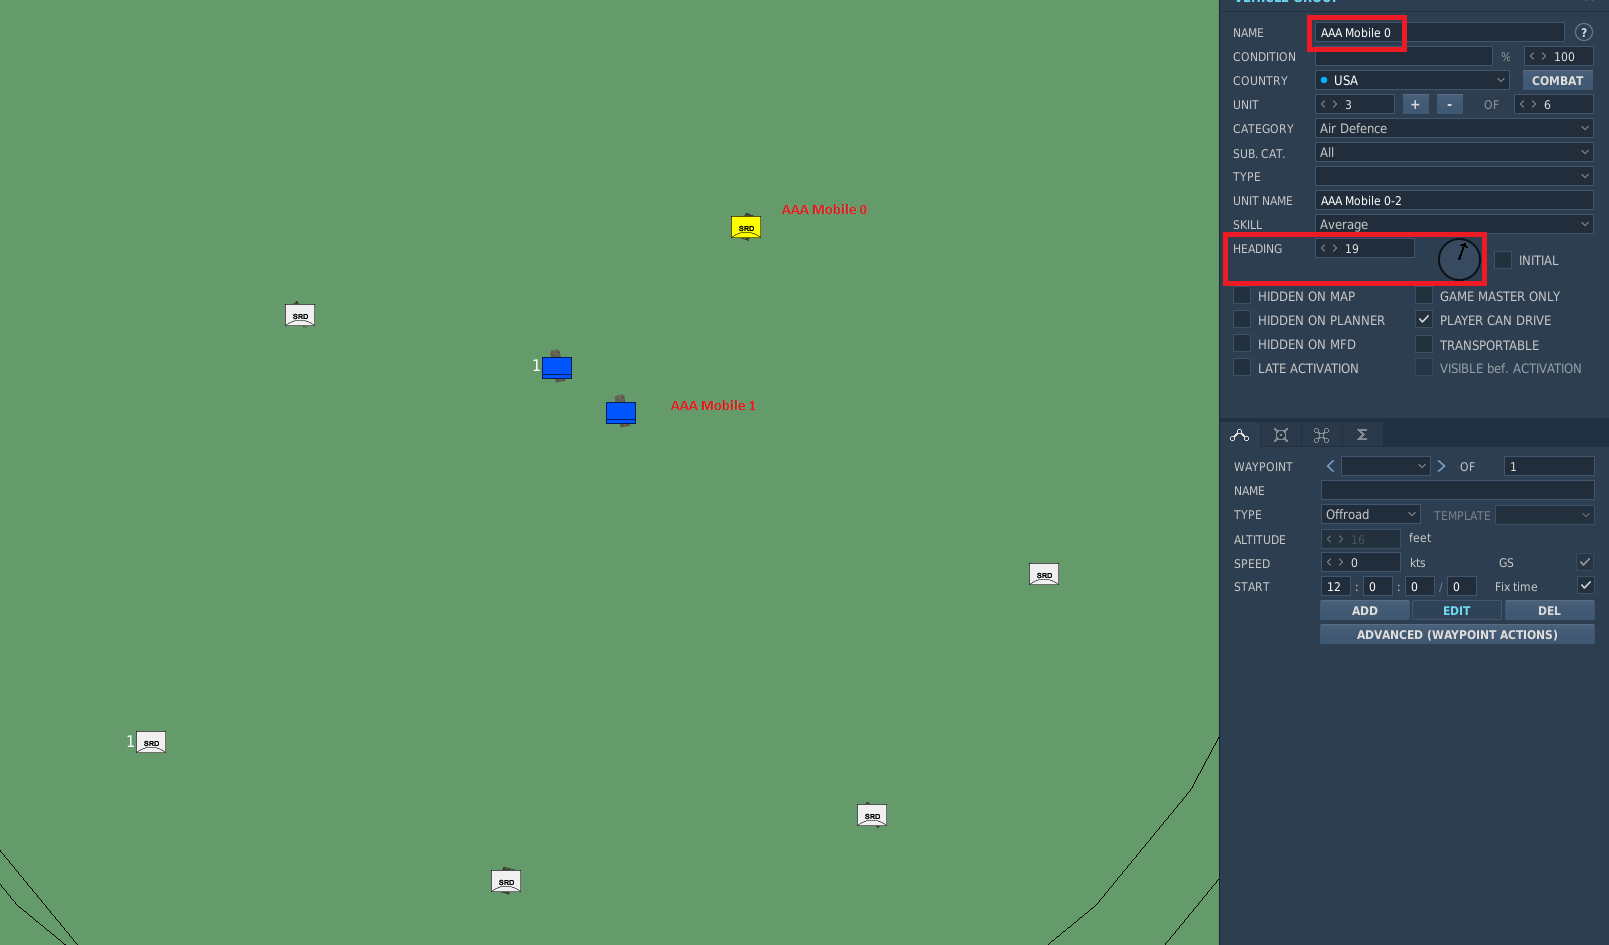 VEHICLE GROUP
NAME AAA Mobile 0 ?
CONDITION % < > 100
COUNTRY USA COMBAT
UNIT < > 3 + - OF < > 6
CATEGORY Air Defence
SUB. CAT. All
TYPE
UNIT NAME AAA Mobile 0-2
SKILL Average
HEADING < > 19
INITIAL
HIDDEN ON MAP GAME MASTER ONLY
HIDDEN ON PLANNER PLAYER CAN DRIVE
HIDDEN ON MFD TRANSPORTABLE
LATE ACTIVATION VISIBLE bef. ACTIVATION
Σ
WAYPOINT < > OF 1
NAME
TYPE Offroad TEMPLATE
ALTITUDE < > 16 feet
SPEED < > 0 kts GS
START 12 : 0 : 0 / 0 Fix time
ADD EDIT DEL
ADVANCED (WAYPOINT ACTIONS)
AAA Mobile 0
SRD
SRD
1
AAA Mobile 1
SRD
1 SRD
SRD
SRD